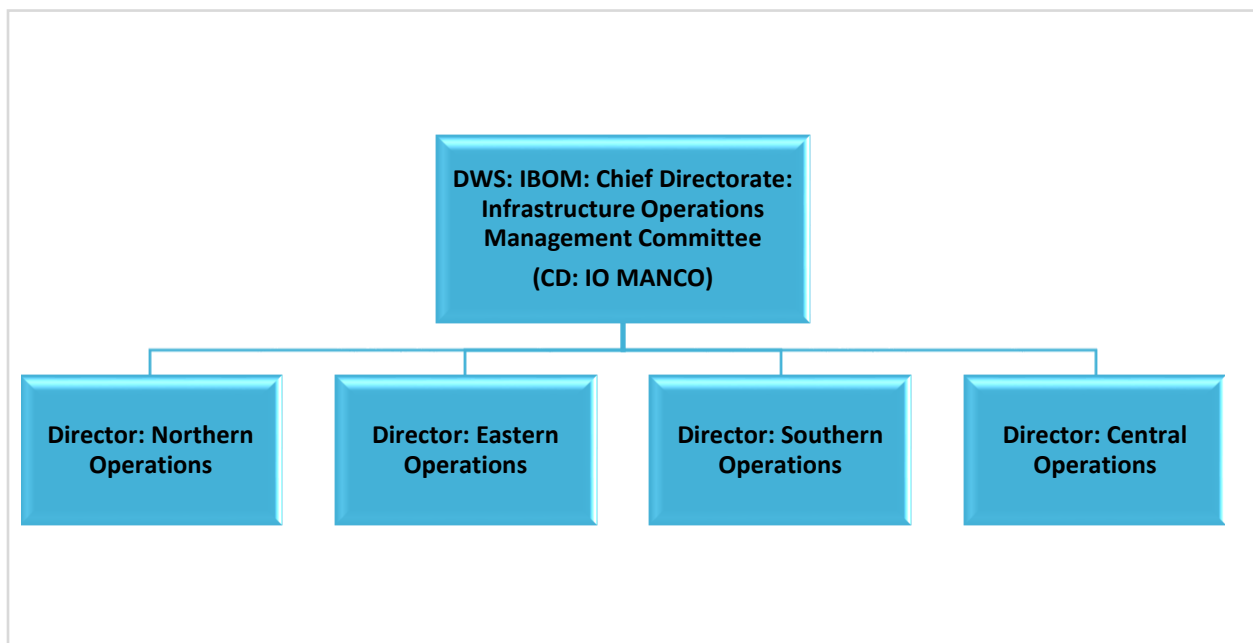 DWS: IBOM: Chief Directorate:
Infrastructure Operations
Management Committee
(CD: IO MANCO)
Director: Northern
Operations
Director: Eastern
Operations
Director: Southern
Operations
Director: Central
Operations